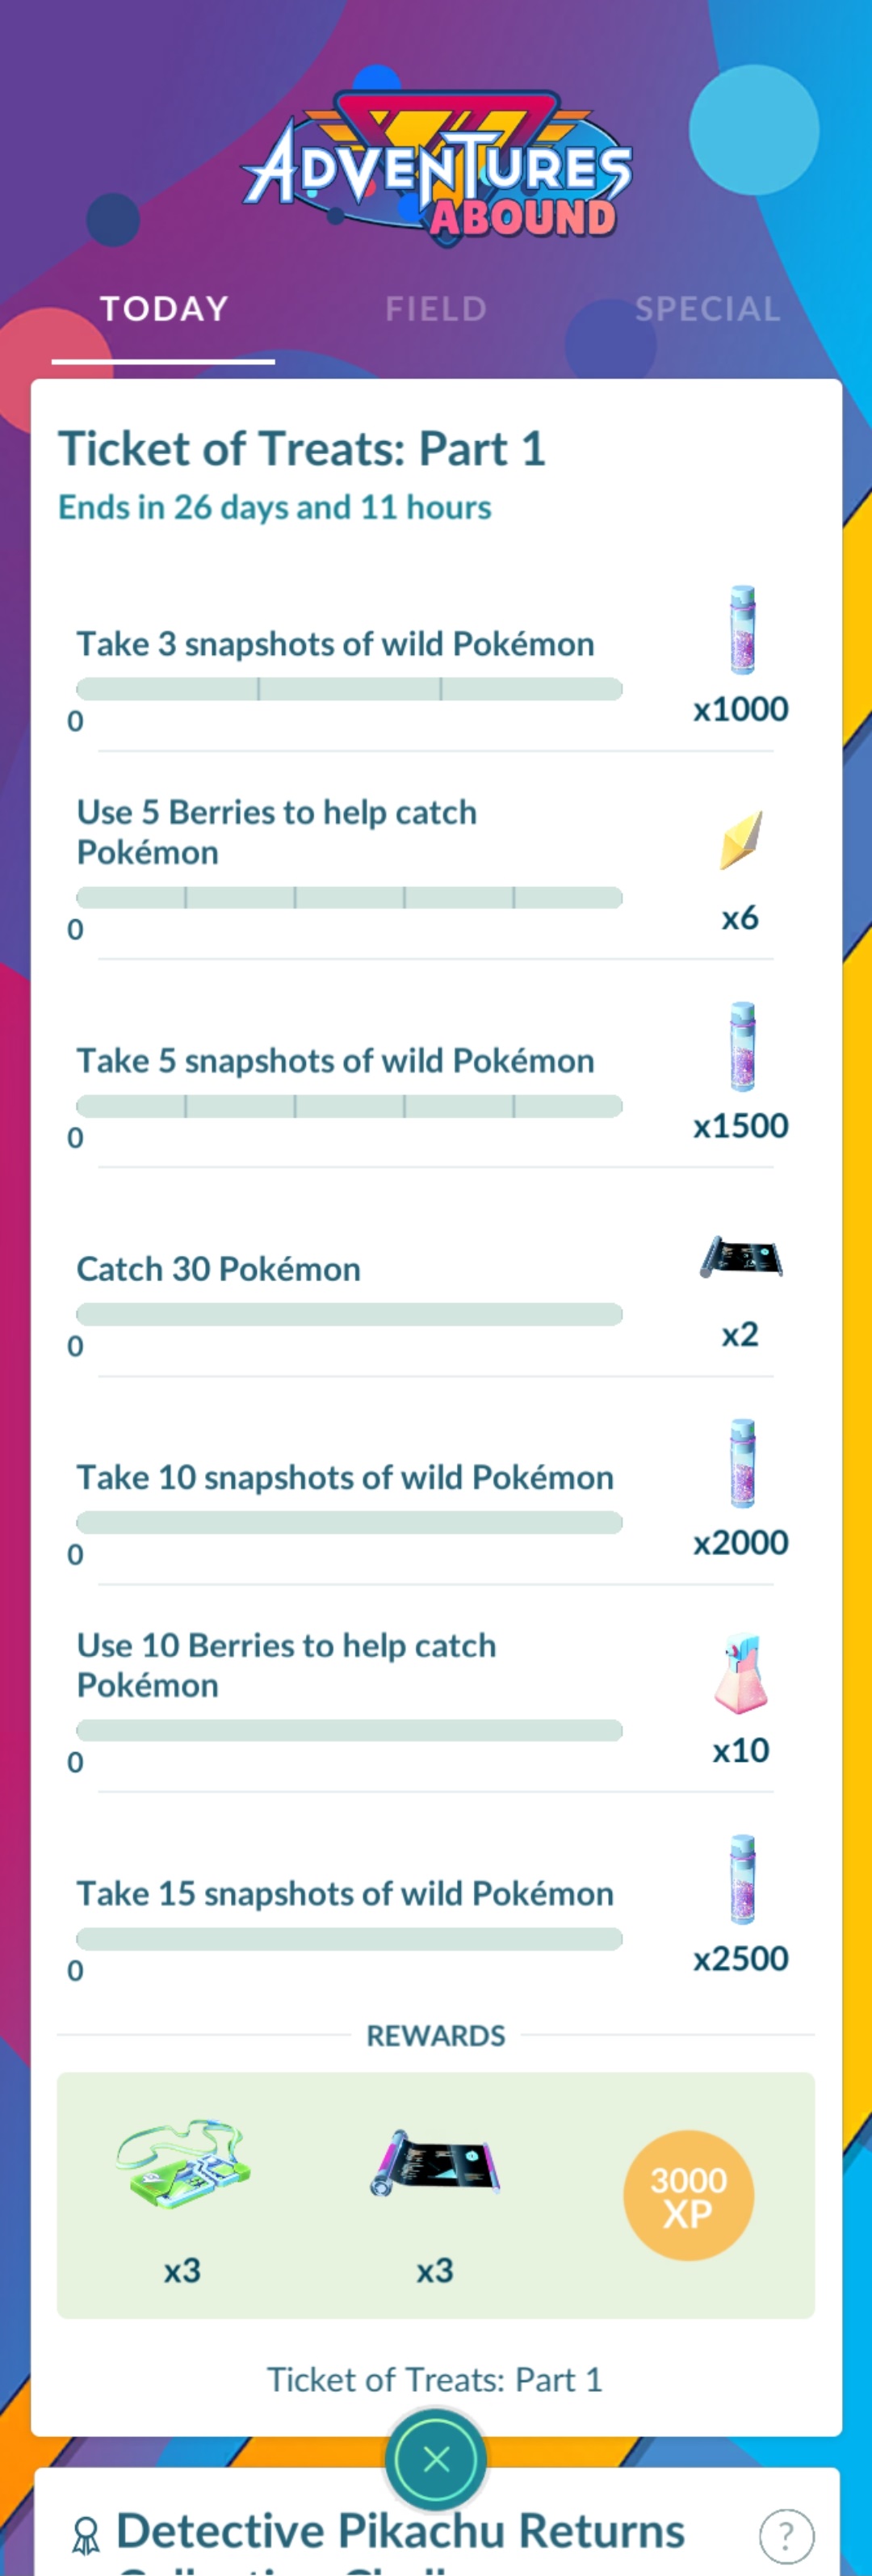 ADVENTURES
ABOUND
TODAY
FIELD
SPECIAL
Ticket of Treats: Part 1
Ends in 26 days and 11 hours
Take 3 snapshots of wild Pokémon
0
x1000
Use 5 Berries to help catch
Pokémon
0
x6
Take 5 snapshots of wild Pokémon
0
x1500
Catch 30 Pokémon
0
x2
Take 10 snapshots of wild Pokémon
0
x2000
Use 10 Berries to help catch
Pokémon
0
x10
Take 15 snapshots of wild Pokémon
0
x2500
REWARDS
3000
XP
x3
x3
Ticket of Treats: Part 1
Detective Pikachu Returns
?